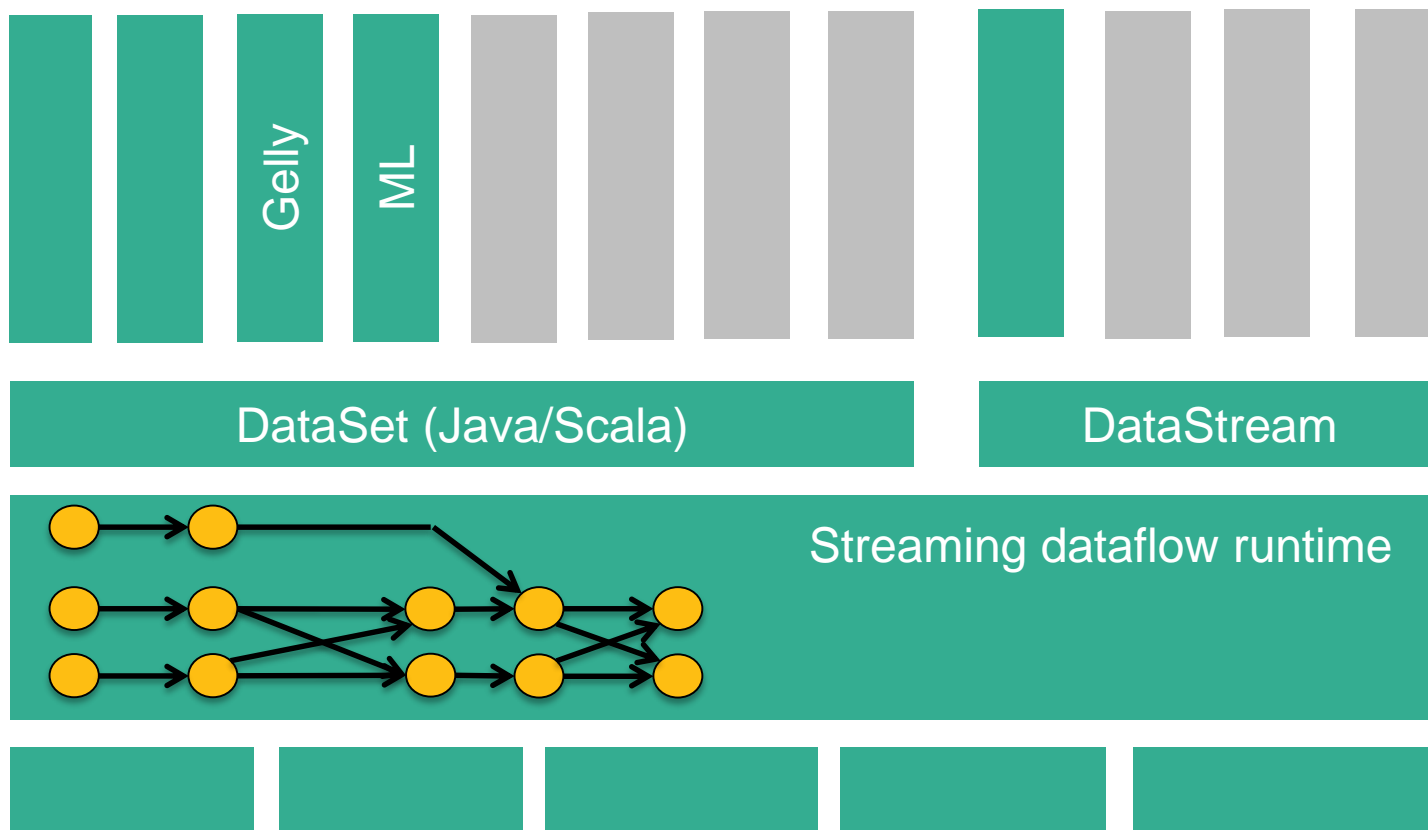 Gelly
ML
DataSet (Java/Scala)
DataStream
Streaming dataflow runtime